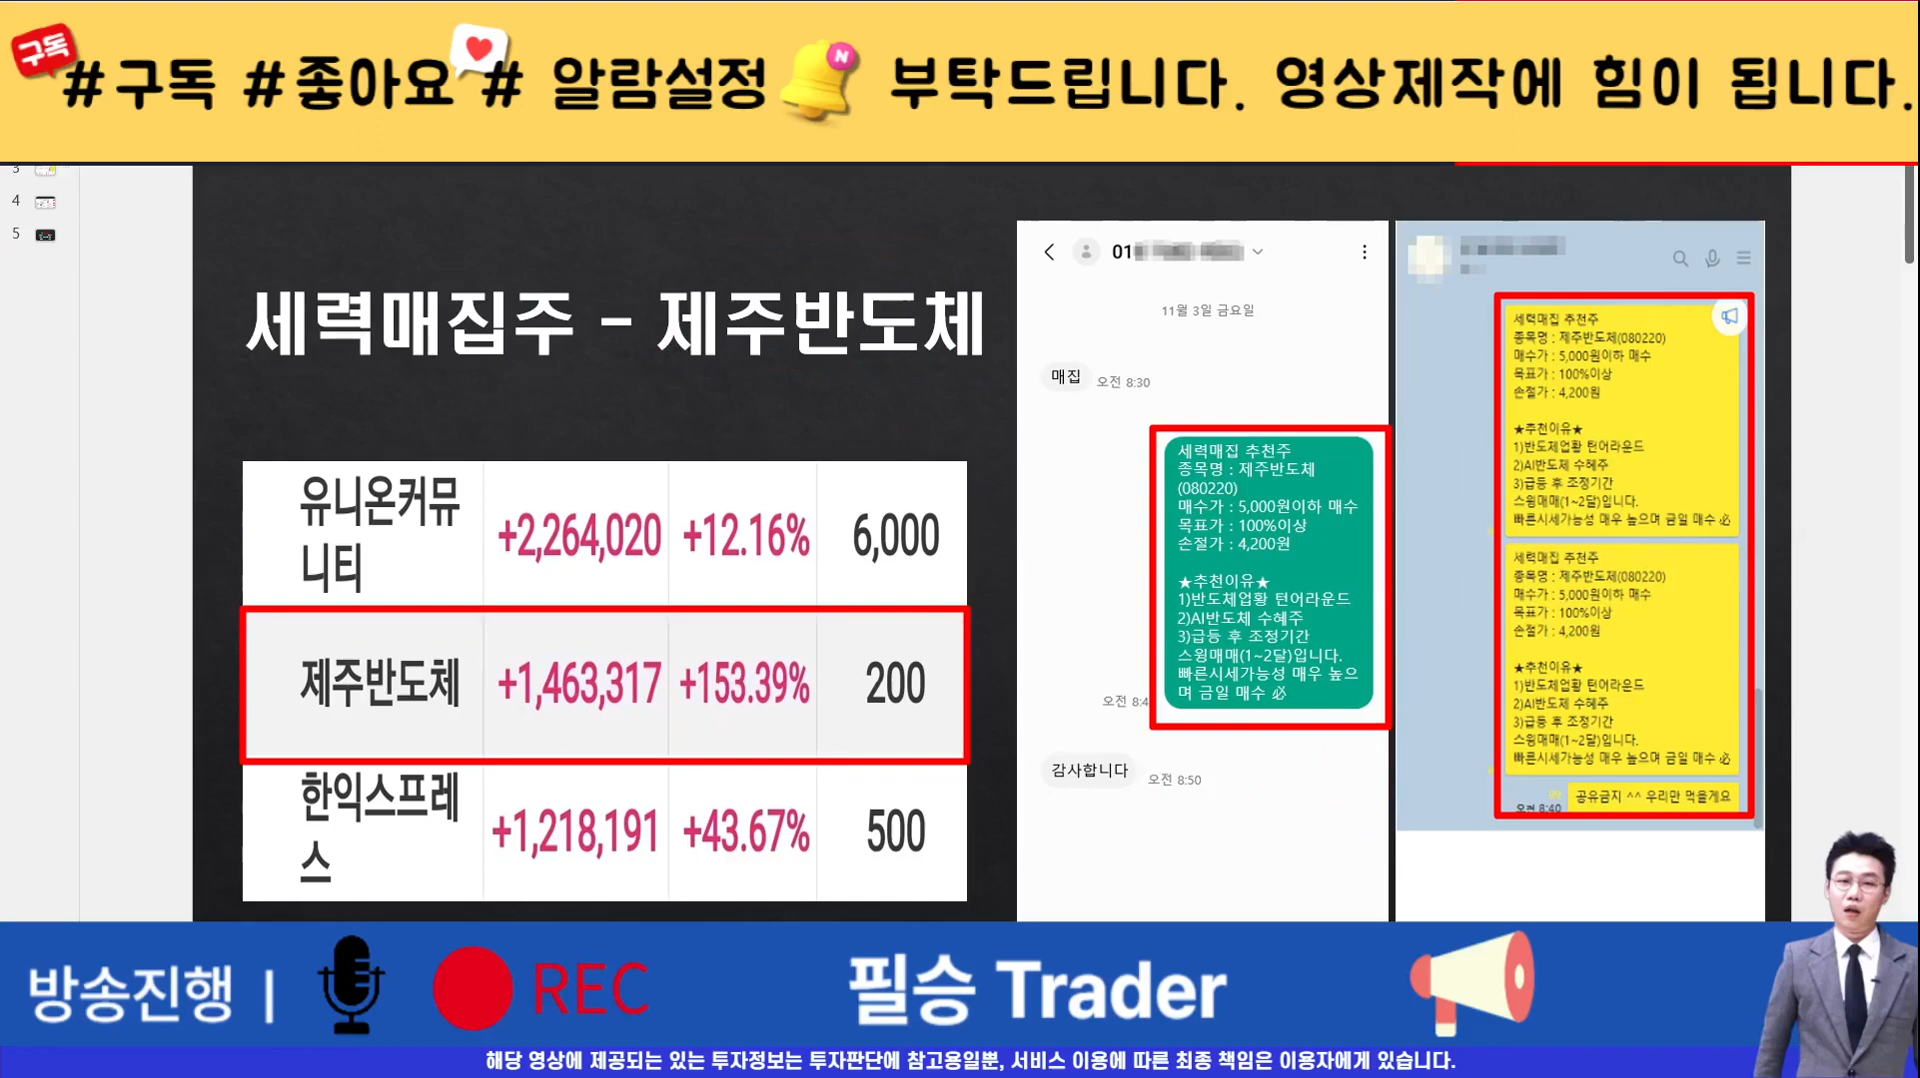 구독
#구독 #좋아요 # 알람설정 N 부탁드립니다. 영상제작에 힘이 됩니다.
3
4
5
세력매집주 - 제주반도체
유니온커뮤니티 +2,264,020 +12.16% 6,000
제주반도체 +1,463,317 +153.39% 200
한익스프레스 +1,218,191 +43.67% 500
01
11월 3일 금요일
매집 오전 8:30
세력매집 추천주
종목명 : 제주반도체
(080220)
매수가 : 5,000원이하 매수
목표가 : 100%이상
손절가 : 4,200원
★추천이유★
1)반도체업황 턴어라운드
2)AI반도체 수혜주
3)급등 후 조정기간
스윙매매(1~2달)입니다.
빠른시세가능성 매우 높으
며 금일 매수 必
오전 8:4
감사합니다 오전 8:50
세력매집 추천주
종목명 : 제주반도체(080220)
매수가 : 5,000원이하 매수
목표가 : 100%이상
손절가 : 4,200원
★추천이유★
1)반도체업황 턴어라운드
2)AI반도체 수혜주
3)급등 후 조정기간
스윙매매(1~2달)입니다.
빠른시세가능성 매우 높으며 금일 매수 必
세력매집 추천주
종목명 : 제주반도체(080220)
매수가 : 5,000원이하 매수
목표가 : 100%이상
손절가 : 4,200원
★추천이유★
1)반도체업황 턴어라운드
2)AI반도체 수혜주
3)급등 후 조정기간
스윙매매(1~2달)입니다.
빠른시세가능성 매우 높으며 금일 매수 必
오전 8:40 공유금지 ^^ 우리만 먹을게요
방송진행 | REC 필승 Trader
해당 영상에 제공되는 있는 투자정보는 투자판단에 참고용일뿐, 서비스 이용에 따른 최종 책임은 이용자에게 있습니다.